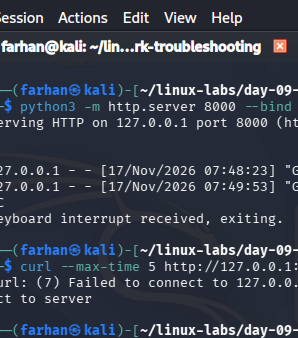 Session Actions Edit View Help
farhan@kali: ~/lin...rk-troubleshooting
(farhan㉿kali)-[~/linux-labs/day-09-
$ python3 -m http.server 8000 --bind
erving HTTP on 127.0.0.1 port 8000 (ht
27.0.0.1 - - [17/Nov/2026 07:48:23] "G
27.0.0.1 - - [17/Nov/2026 07:49:53] "G
C
eyboard interrupt received, exiting.
(farhan㉿kali)-[~/linux-labs/day-09-
$ curl --max-time 5 http://127.0.0.1:
url: (7) Failed to connect to 127.0.0.
ct to server
(farhan㉿kali)-[~/linux-labs/day-09-